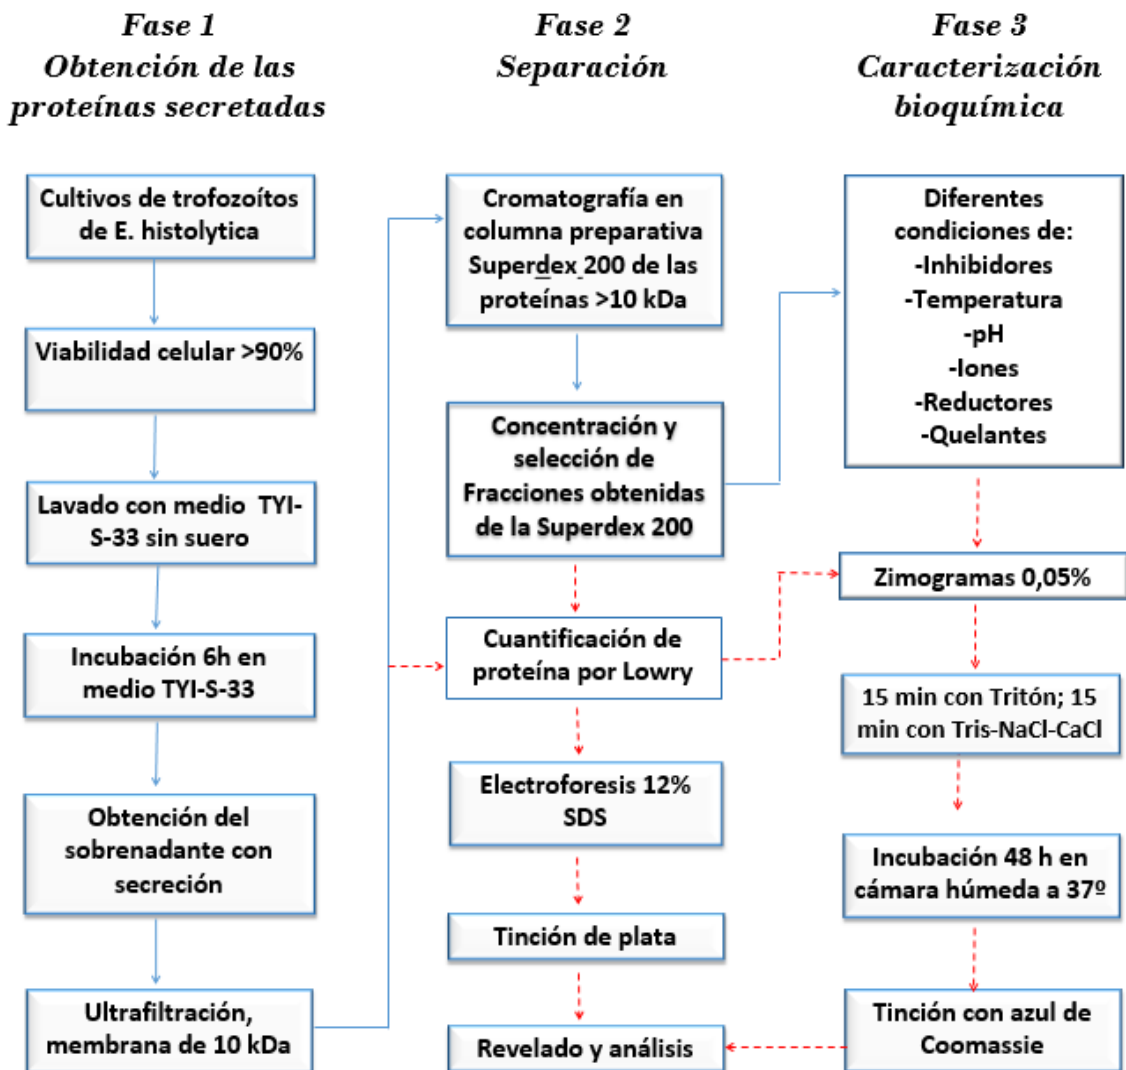 Fase 1
Obtención de las
proteínas secretadas
Cultivos de trofozoítos
de E. histolytica
Viabilidad celular >90%
Lavado con medio TYI-
S-33 sin suero
Incubación 6h en
medio TYI-S-33
Obtención del
sobrenadante con
secreción
Ultrafiltración,
membrana de 10 kDa
Fase 2
Separación
Cromatografía en
columna preparativa
Superdex 200 de las
proteínas >10 kDa
Concentración y
selección de
Fracciones obtenidas
de la Superdex 200
Cuantificación de
proteína por Lowry
Electroforesis 12%
SDS
Tinción de plata
Revelado y análisis
Fase 3
Caracterización
bioquímica
Diferentes
condiciones de:
-Inhibidores
-Temperatura
-pH
-Iones
-Reductores
-Quelantes
Zimogramas 0,05%
15 min con Tritón; 15
min con Tris-NaCl-CaCl
Incubación 48 h en
cámara húmeda a 37º
Tinción con azul de
Coomassie